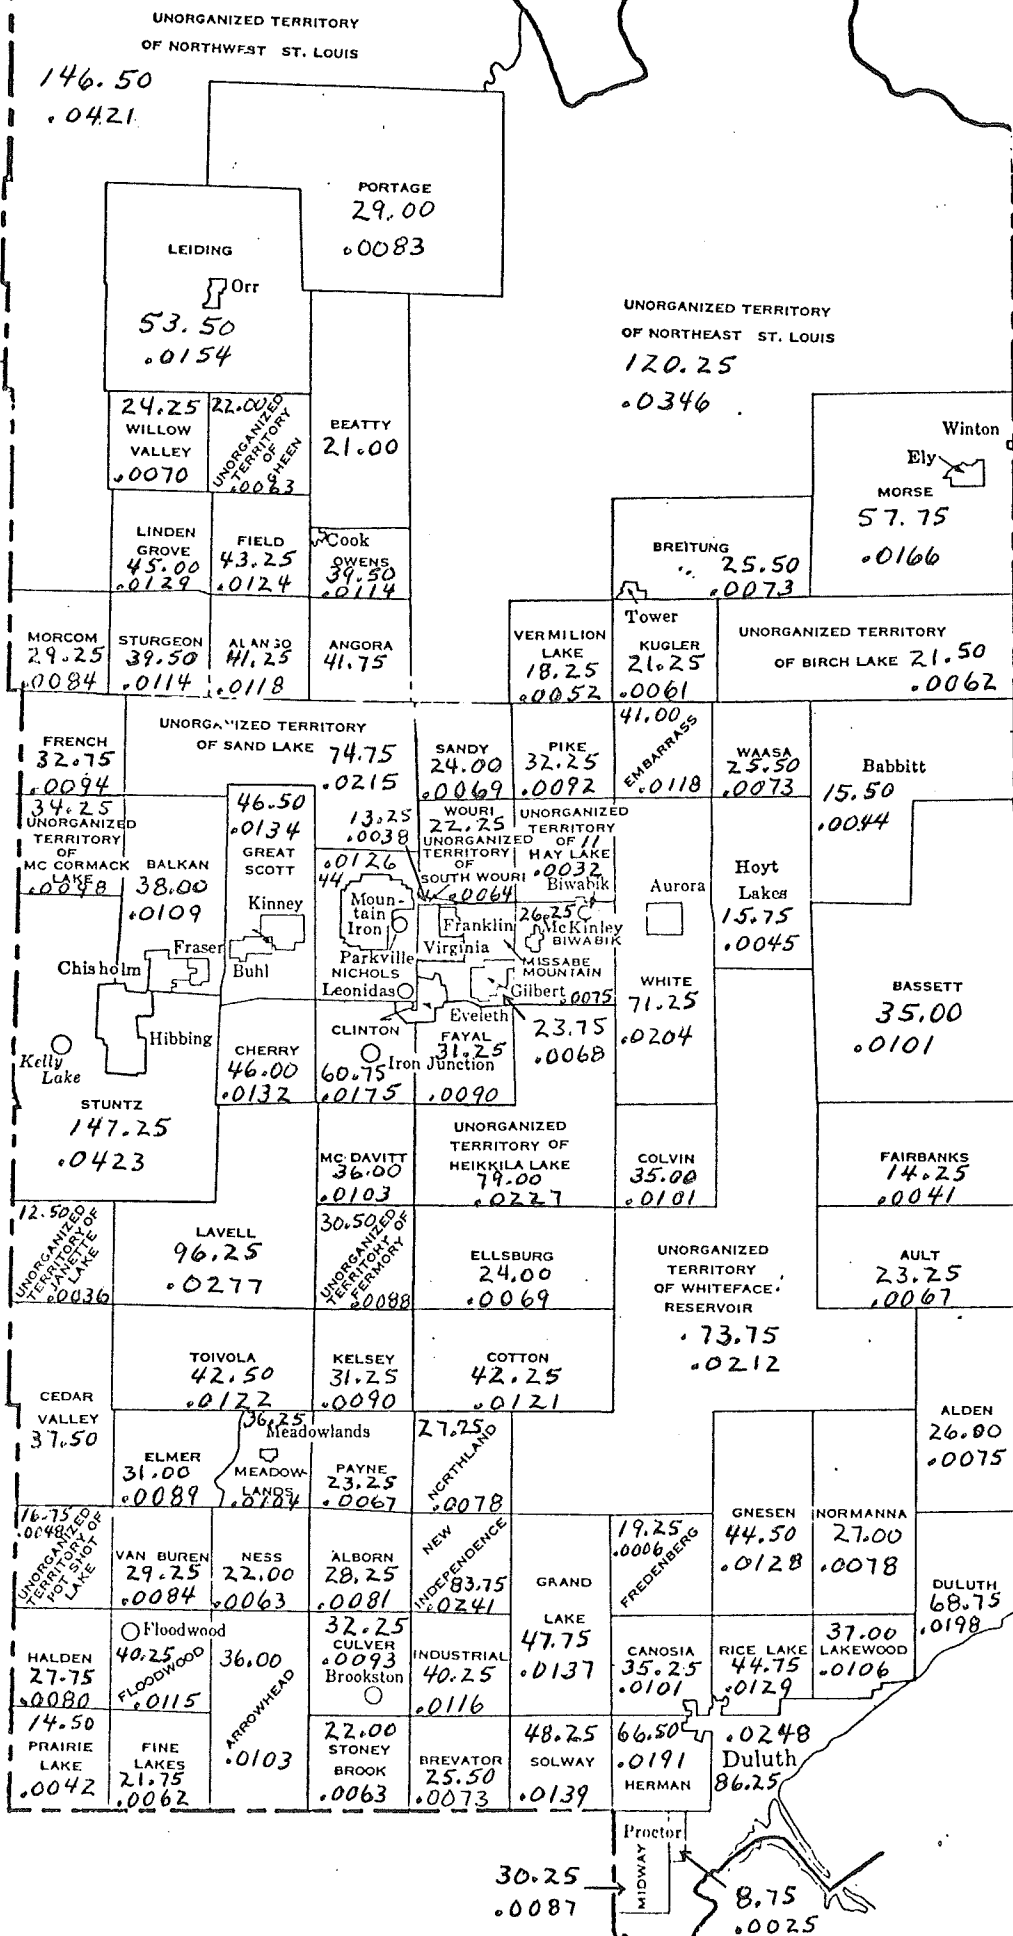 UNORGANIZED TERRITORY
OF NORTHWEST ST. LOUIS
146.50
.0421
PORTAGE
29.00
.0083
LEIDING
Orr
53.50
.0154
UNORGANIZED TERRITORY
OF NORTHEAST ST. LOUIS
120.25
.0346
24.25
WILLOW
VALLEY
.0070
22.00
UNORGANIZED
TERRITORY
OF
GHEEN
.0063
BEATTY
21.00
Winton
Ely
MORSE
57.75
.0166
LINDEN
GROVE
45.00
.0129
FIELD
43.25
.0124
Cook
OWENS
39.50
.0114
BREITUNG
25.50
.0073
Tower
MORCOM
29.25
.0084
STURGEON
39.50
.0114
ALANGO
41.25
.0118
ANGORA
41.75
VERMILION
LAKE
18.25
.0052
KUGLER
21.25
.0061
UNORGANIZED TERRITORY
OF BIRCH LAKE 21.50
.0062
FRENCH
32.75
.0094
UNORGANIZED TERRITORY
OF SAND LAKE 74.75
.0215
SANDY
24.00
.0069
PIKE
32.25
.0092
41.00
EMBARRASS
.0118
WAASA
25.50
.0073
Babbitt
15.50
.0044
34.25
UNORGANIZED
TERRITORY
OF
MC CORMACK
LAKE
.0098
BALKAN
38.00
.0109
46.50
.0134
GREAT
SCOTT
Kinney
Buhl
Fraser
Chisholm
13.25
.0038
.0126
44
Moun-
tain
Iron
Parkville
NICHOLS
Leonidas
WOURI
22.25
UNORGANIZED
TERRITORY
OF
SOUTH WOURI
.0064
UNORGANIZED
TERRITORY
OF 11
HAY LAKE
.0032
Biwabik
26.25
McKinley
BIWABIK
Franklin
Virginia
MISSABE
MOUNTAIN
Gilbert .0075
Eveleth
23.75
.0068
Aurora
WHITE
71.25
.0204
Hoyt
Lakes
15.75
.0045
BASSETT
35.00
.0101
Hibbing
Kelly
Lake
STUNTZ
147.25
.0423
CHERRY
46.00
.0132
CLINTON
Iron Junction
60.75
.0175
FAYAL
31.25
.0090
MC DAVITT
36.00
.0103
UNORGANIZED
TERRITORY OF
HEIKKILA LAKE
79.00
.0227
COLVIN
35.00
.0101
FAIRBANKS
14.25
.0041
12.50
UNORGANIZED
TERRITORY OF
JANETTE
LAKE
.0036
LAVELL
96.25
.0277
30.50
UNORGANIZED
TERRITORY OF
FERMORY
.0088
ELLSBURG
24.00
.0069
UNORGANIZED
TERRITORY
OF WHITEFACE
RESERVOIR
73.75
.0212
AULT
23.25
.0067
CEDAR
VALLEY
37.50
TOIVOLA
42.50
.0122
KELSEY
31.25
.0090
COTTON
42.25
.0121
ALDEN
26.00
.0075
ELMER
31.00
.0089
36.25
Meadowlands
MEADOW-
LANDS
.0104
PAYNE
23.25
.0067
27.25
NORTHLAND
.0078
GNESEN
44.50
.0128
NORMANNA
27.00
.0078
16.75
.0048
UNORGANIZED
TERRITORY OF
POT SHOT
LAKE
VAN BUREN
29.25
.0084
NESS
22.00
.0063
ALBORN
28.25
.0081
NEW
INDEPENDENCE
83.75
.0241
GRAND
LAKE
47.75
.0137
19.25
.0006
FREDENBERG
DULUTH
68.75
.0198
HALDEN
27.75
.0080
Floodwood
40.25
FLOODWOOD
.0115
36.00
ARROWHEAD
.0103
32.25
CULVER
.0093
Brookston
INDUSTRIAL
40.25
.0116
CANOSIA
35.25
.0101
RICE LAKE
44.75
.0129
37.00
LAKEWOOD
.0106
14.50
PRAIRIE
LAKE
.0042
FINE
LAKES
21.75
.0062
22.00
STONEY
BROOK
.0063
BREVATOR
25.50
.0073
48.25
SOLWAY
.0139
66.50
.0191
HERMAN
.0248
Duluth
86.25
Proctor
MIDWAY
30.25
.0087
8.75
.0025